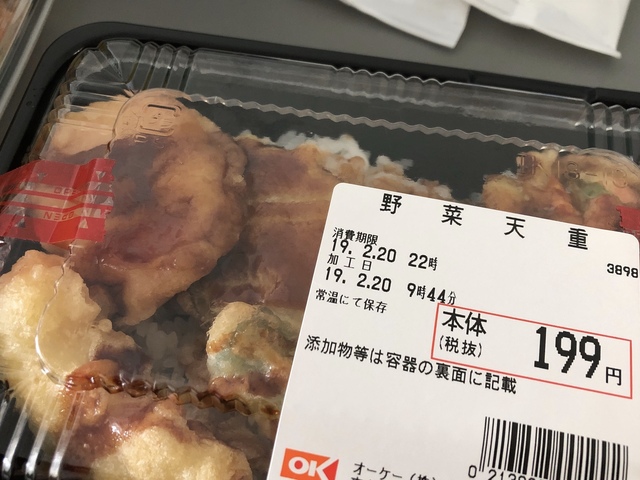 野菜天重
3898
消費期限
19. 2.20 22時
加工日
19. 2.20 9時44分
常温にて保存
本体
(税抜)
199円
添加物等は容器の裏面に記載
OK
オーケー(株)
OPEN